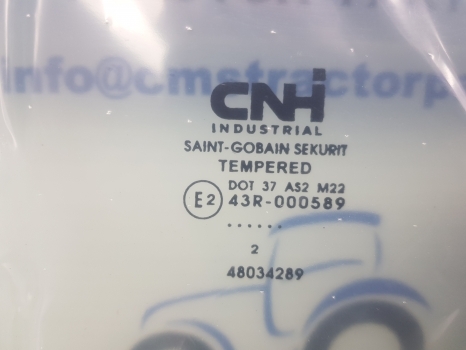 info@cmstractorp
CNH
INDUSTRIAL
SAINT-GOBAIN SEKURIT
TEMPERED
DOT 37 AS2 M22
E2 43R-000589
......
2
48034289